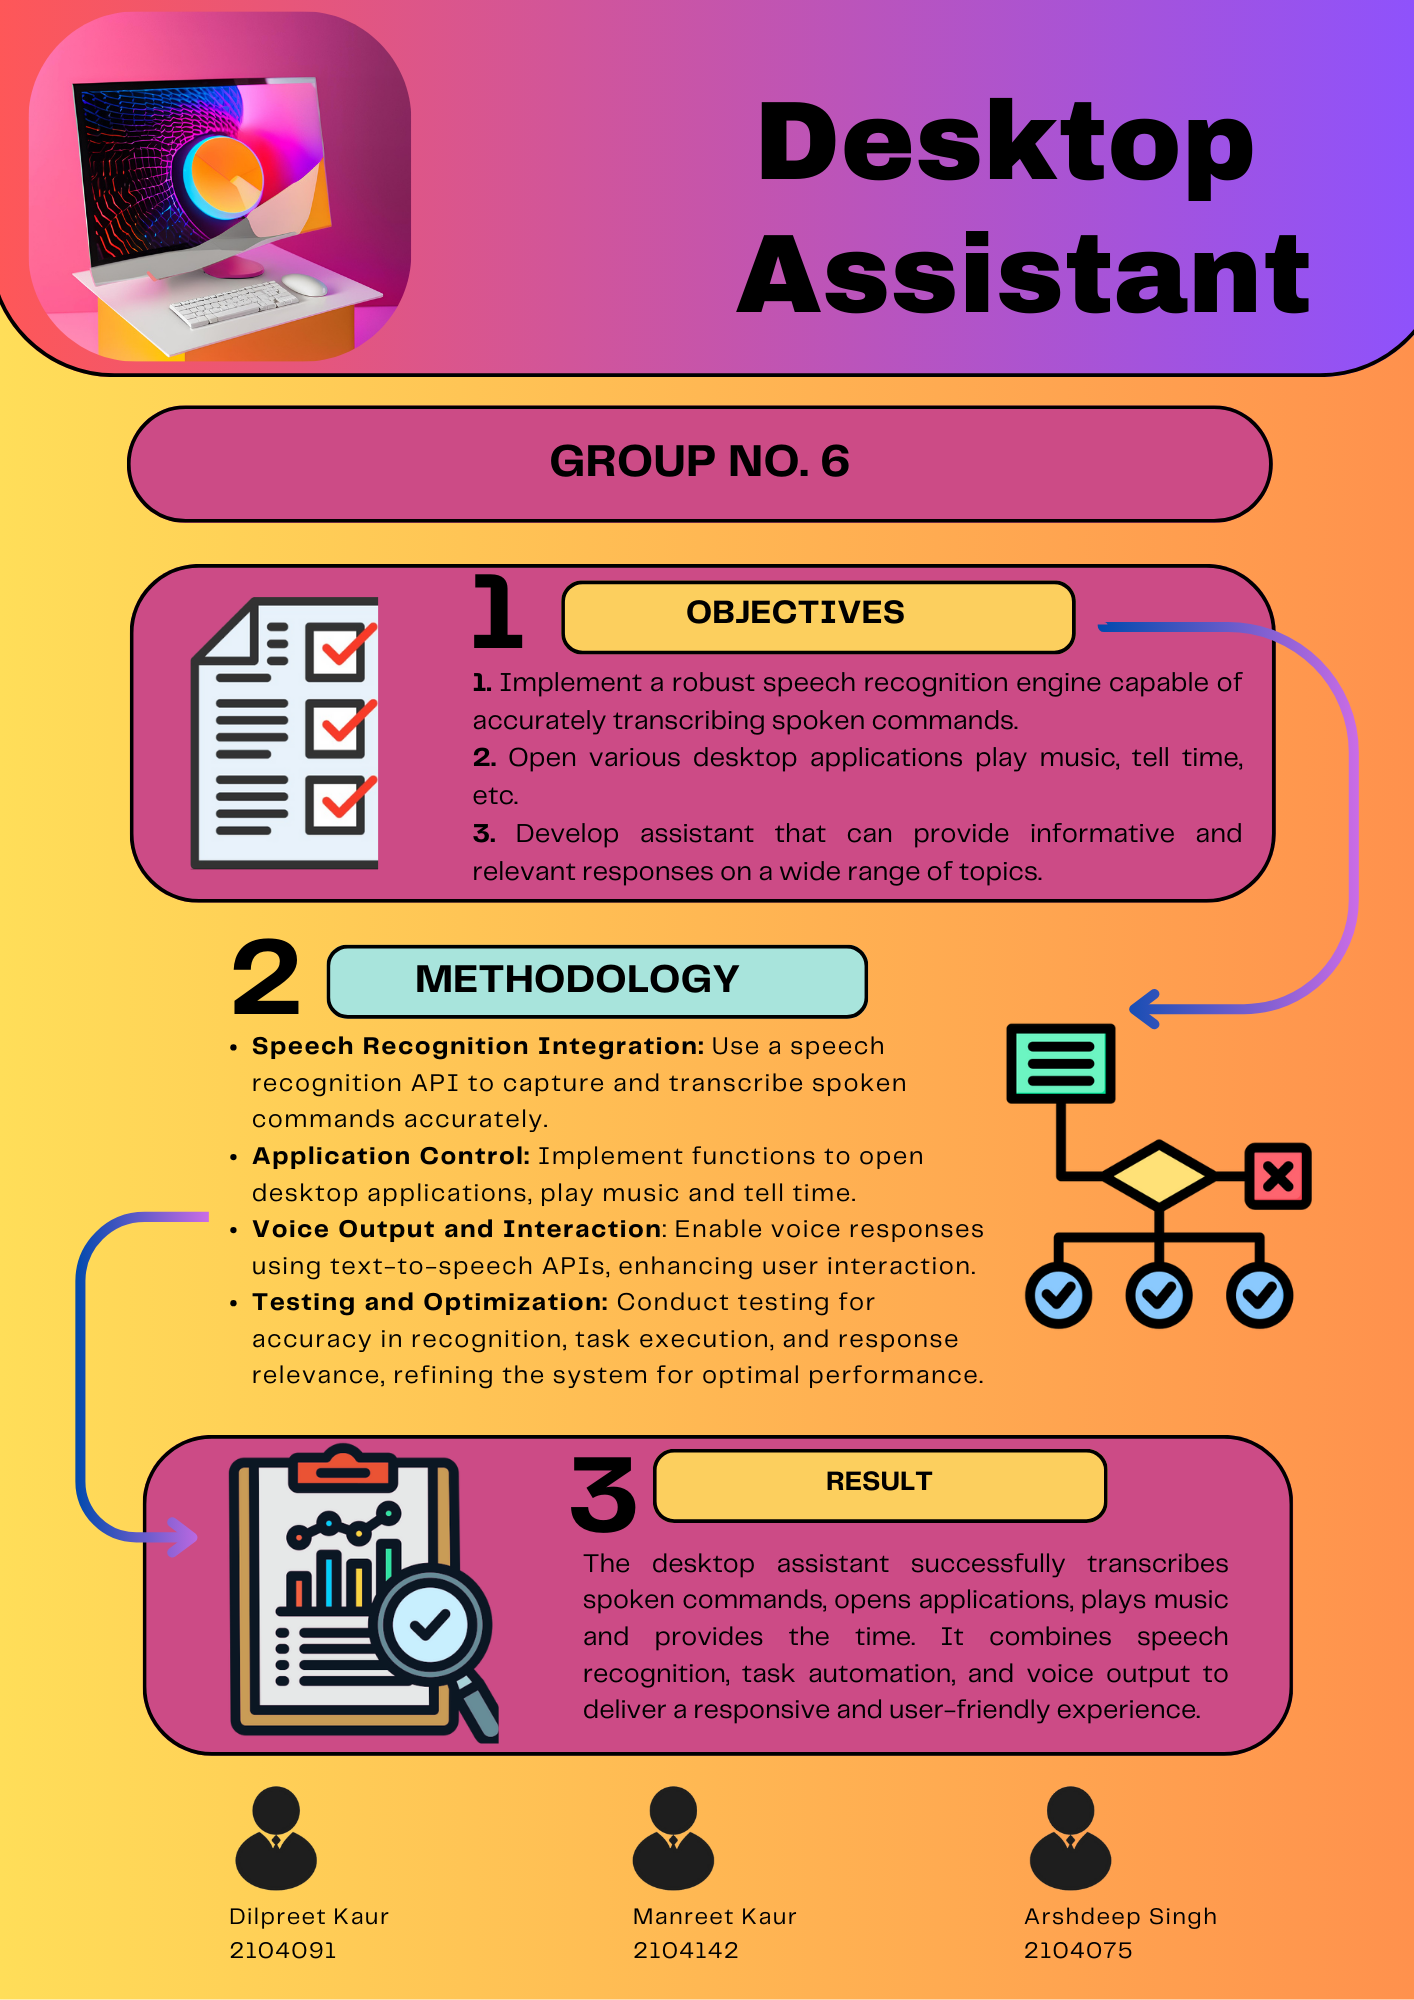 Desktop
Assistant
GROUP NO. 6
1
OBJECTIVES
1. Implement a robust speech recognition engine capable of
accurately transcribing spoken commands.
2. Open various desktop applications play music, tell time,
etc.
3. Develop assistant that can provide informative and
relevant responses on a wide range of topics.
2
METHODOLOGY
• Speech Recognition Integration: Use a speech
recognition API to capture and transcribe spoken
commands accurately.
• Application Control: Implement functions to open
desktop applications, play music and tell time.
• Voice Output and Interaction: Enable voice responses
using text-to-speech APIs, enhancing user interaction.
• Testing and Optimization: Conduct testing for
accuracy in recognition, task execution, and response
relevance, refining the system for optimal performance.
3
RESULT
The desktop assistant successfully transcribes
spoken commands, opens applications, plays music
and provides the time. It combines speech
recognition, task automation, and voice output to
deliver a responsive and user-friendly experience.
Dilpreet Kaur
2104091
Manreet Kaur
2104142
Arshdeep Singh
2104075